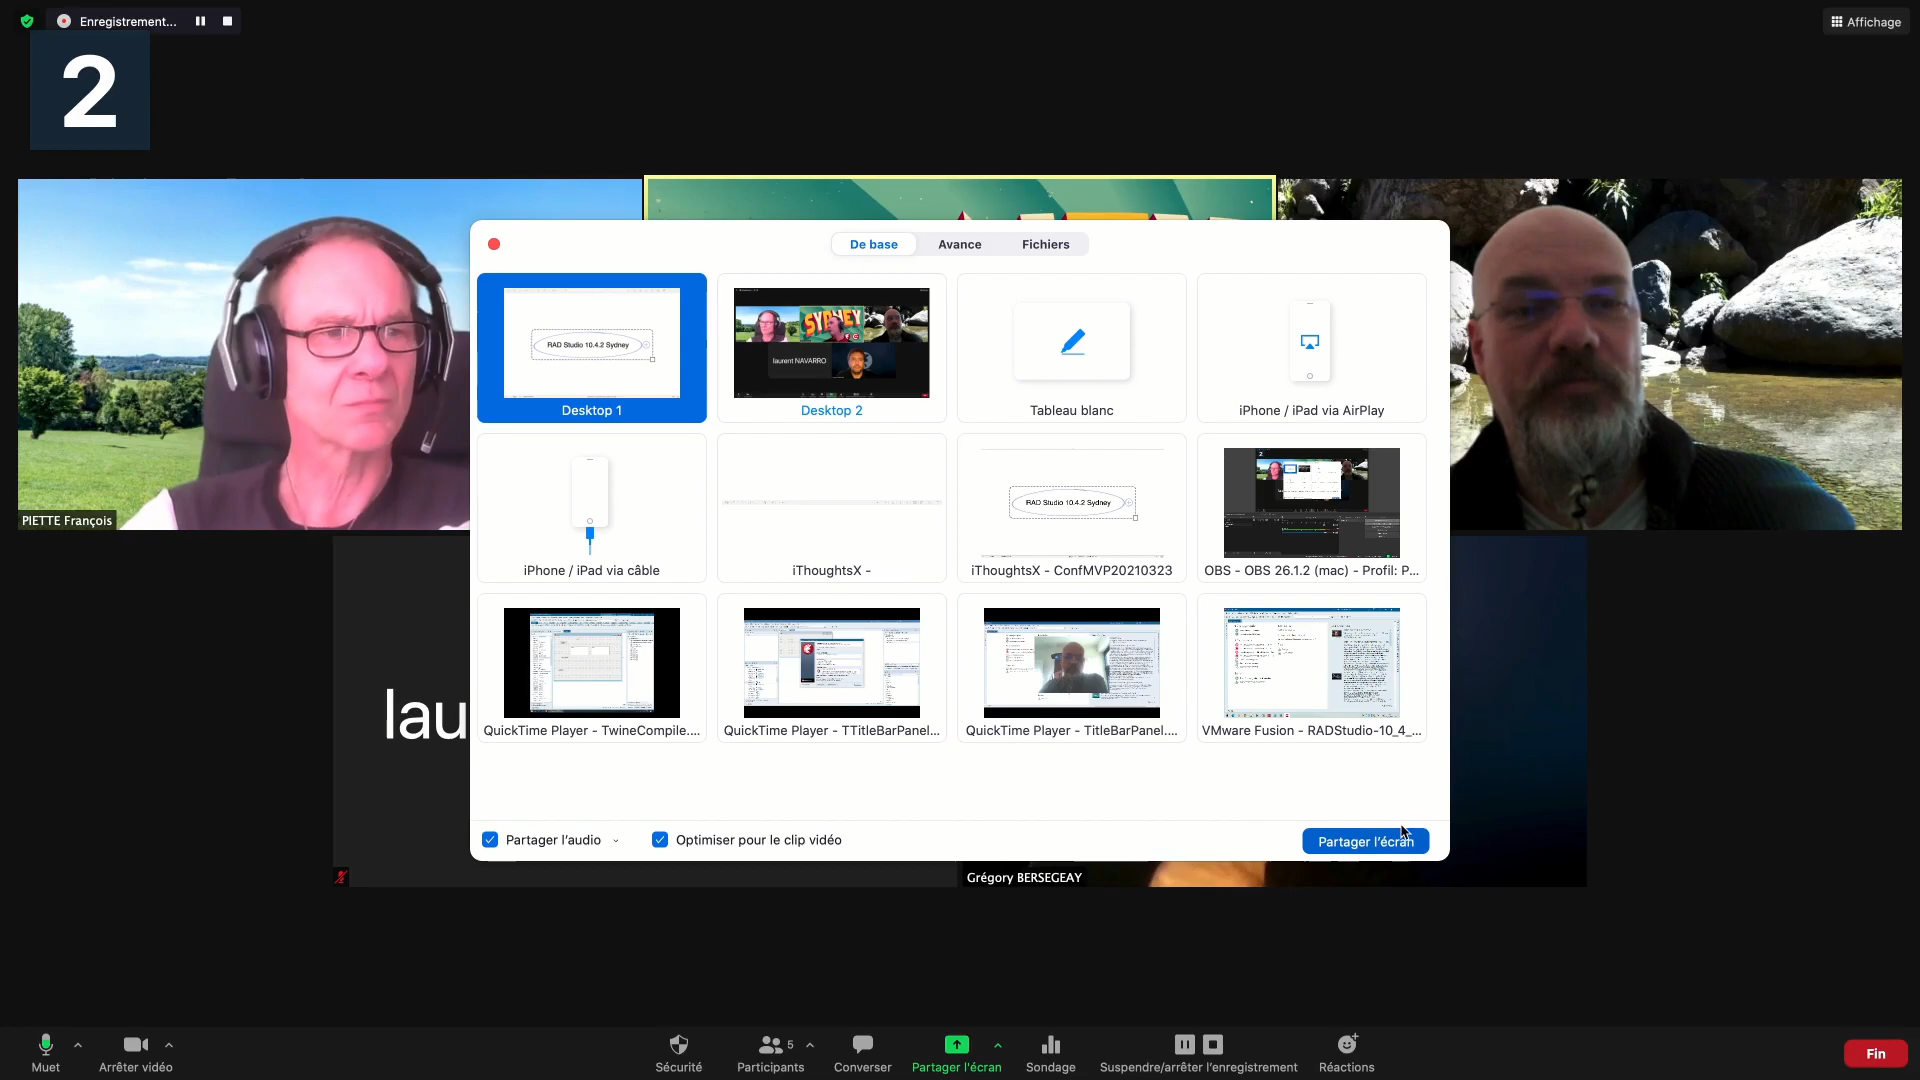 Enregistrement...
Affichage
2
De base
Avance
Fichiers
RAD Studio 10.4.2 Sydney
SYDNEY
laurent NAVARRO
Desktop 1
Desktop 2
Tableau blanc
iPhone / iPad via AirPlay
PIETTE François
RAD Studio 10.4.2 Sydney
iPhone / iPad via câble
iThoughtsX -
iThoughtsX - ConfMVP20210323
OBS - OBS 26.1.2 (mac) - Profil: P...
lau
QuickTime Player - TwineCompile....
QuickTime Player - TTitleBarPanel...
QuickTime Player - TitleBarPanel....
VMware Fusion - RADStudio-10_4_...
Partager l'audio
Optimiser pour le clip vidéo
Partager l'écran
Grégory BERSEGEAY
Muet
Arrêter vidéo
Sécurité
Participants
5
Converser
Partager l'écran
Sondage
Suspendre/arrêter l'enregistrement
Réactions
Fin